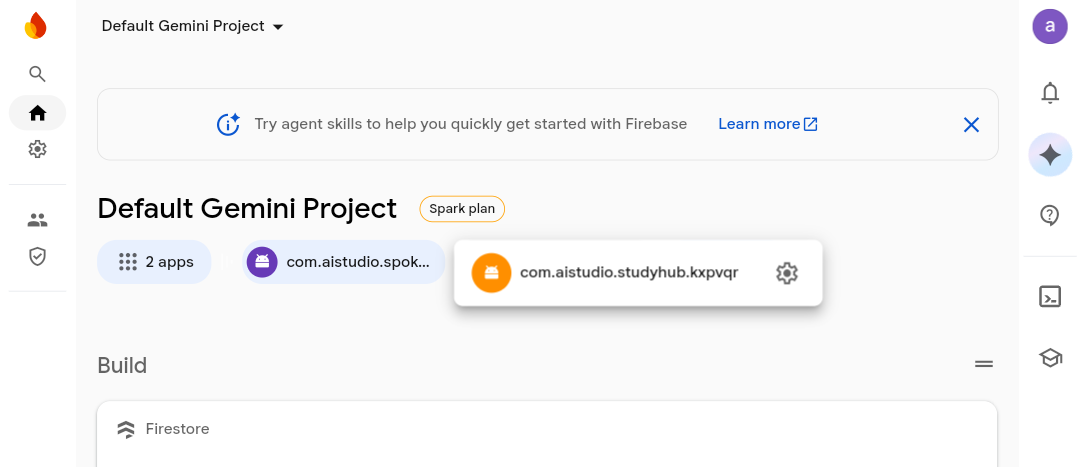 Default Gemini Project
a
Try agent skills to help you quickly get started with Firebase Learn more
Default Gemini Project Spark plan
2 apps com.aistudio.spok... com.aistudio.studyhub.kxpvqr
Build
Firestore